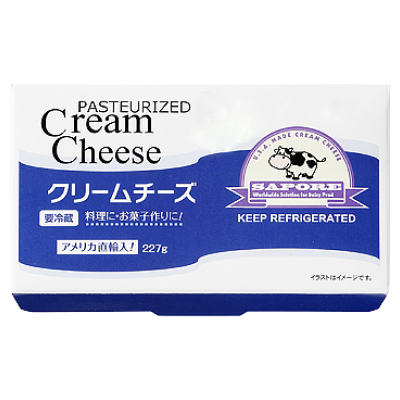 PASTEURIZED
Cream
Cheese
クリームチーズ
要冷蔵 料理に・お菓子作りに!
アメリカ直輸入! 227g
U.S.A. MADE CREAM CHEESE
SAPORE
Worldwide Solution for Dairy Prod
KEEP REFRIGERATED
イラストはイメージです。